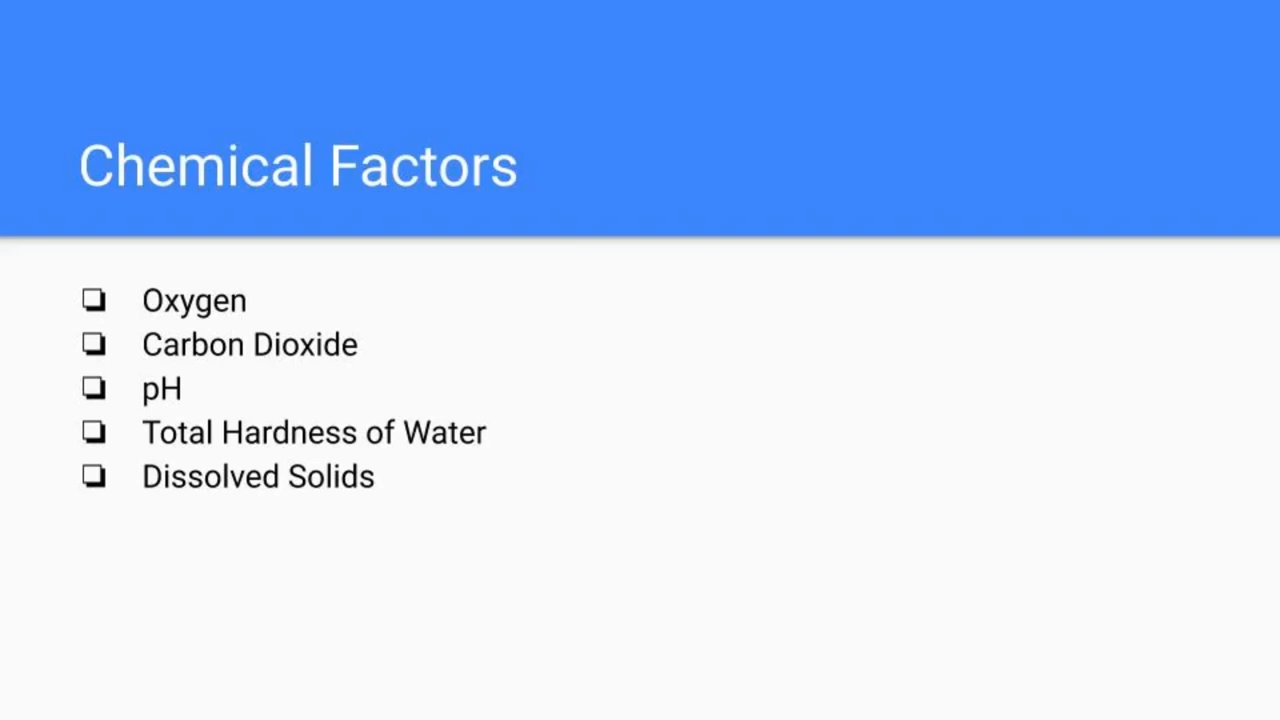 Chemical Factors
❏ Oxygen
❏ Carbon Dioxide
❏ pH
❏ Total Hardness of Water
❏ Dissolved Solids